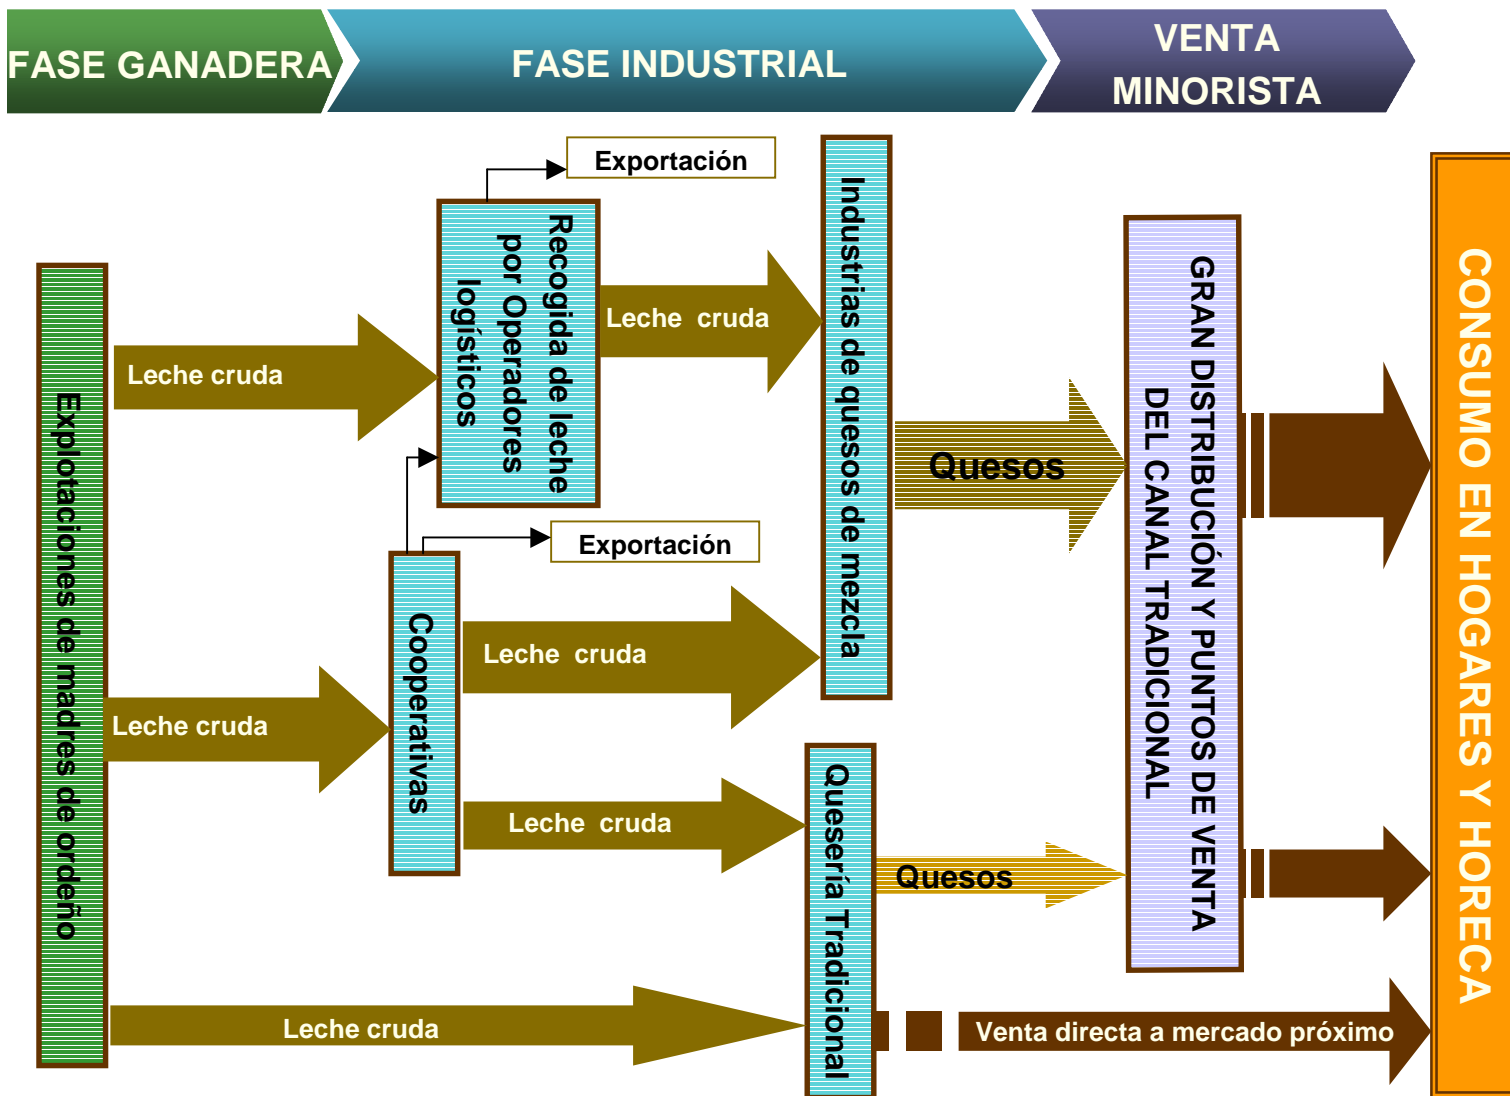 FASE GANADERA
FASE INDUSTRIAL
VENTA
MINORISTA
Exportación
Explotaciones de madres de ordeño
Leche cruda
Recogida de leche
por Operadores
logísticos
Leche cruda
Industrias de quesos de mezcla
Quesos
GRAN DISTRIBUCIÓN Y PUNTOS DE VENTA
DEL CANAL TRADICIONAL
CONSUMO EN HOGARES Y HORECA
Exportación
Leche cruda
Cooperativas
Leche cruda
Leche cruda
Quesería Tradicional
Quesos
Leche cruda
Venta directa a mercado próximo